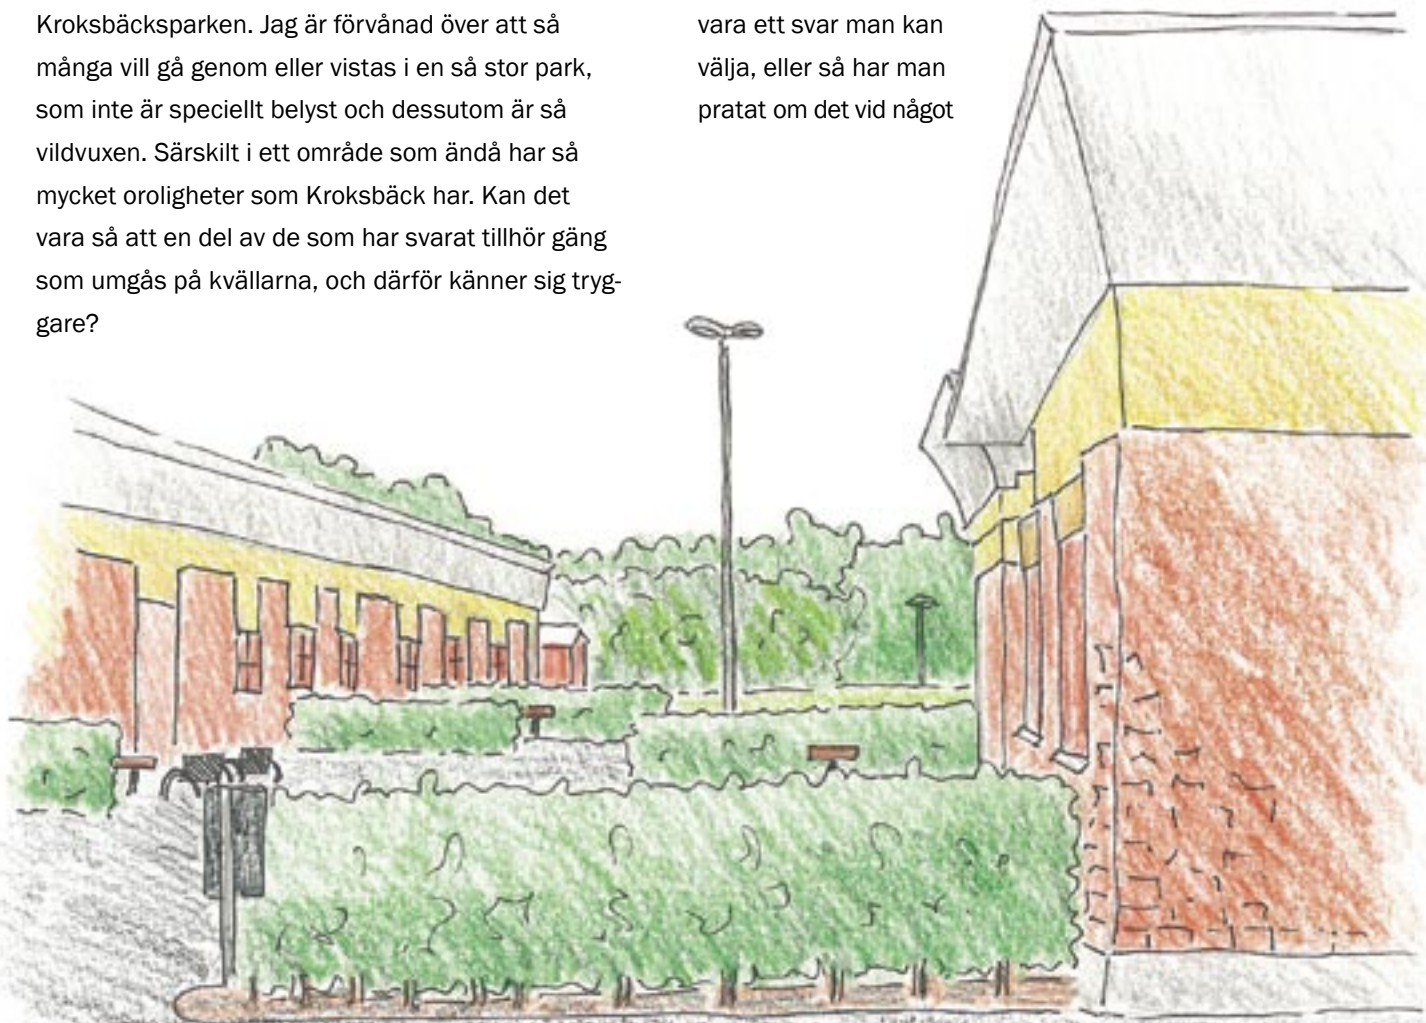 Kroksbäcksparken. Jag är förvånad över att så
många vill gå genom eller vistas i en så stor park,
som inte är speciellt belyst och dessutom är så
vildvuxen. Särskilt i ett område som ändå har så
mycket oroligheter som Kroksbäck har. Kan det
vara så att en del av de som har svarat tillhör gäng
som umgås på kvällarna, och därför känner sig tryg-
gare?
vara ett svar man kan
välja, eller så har man
pratat om det vid något